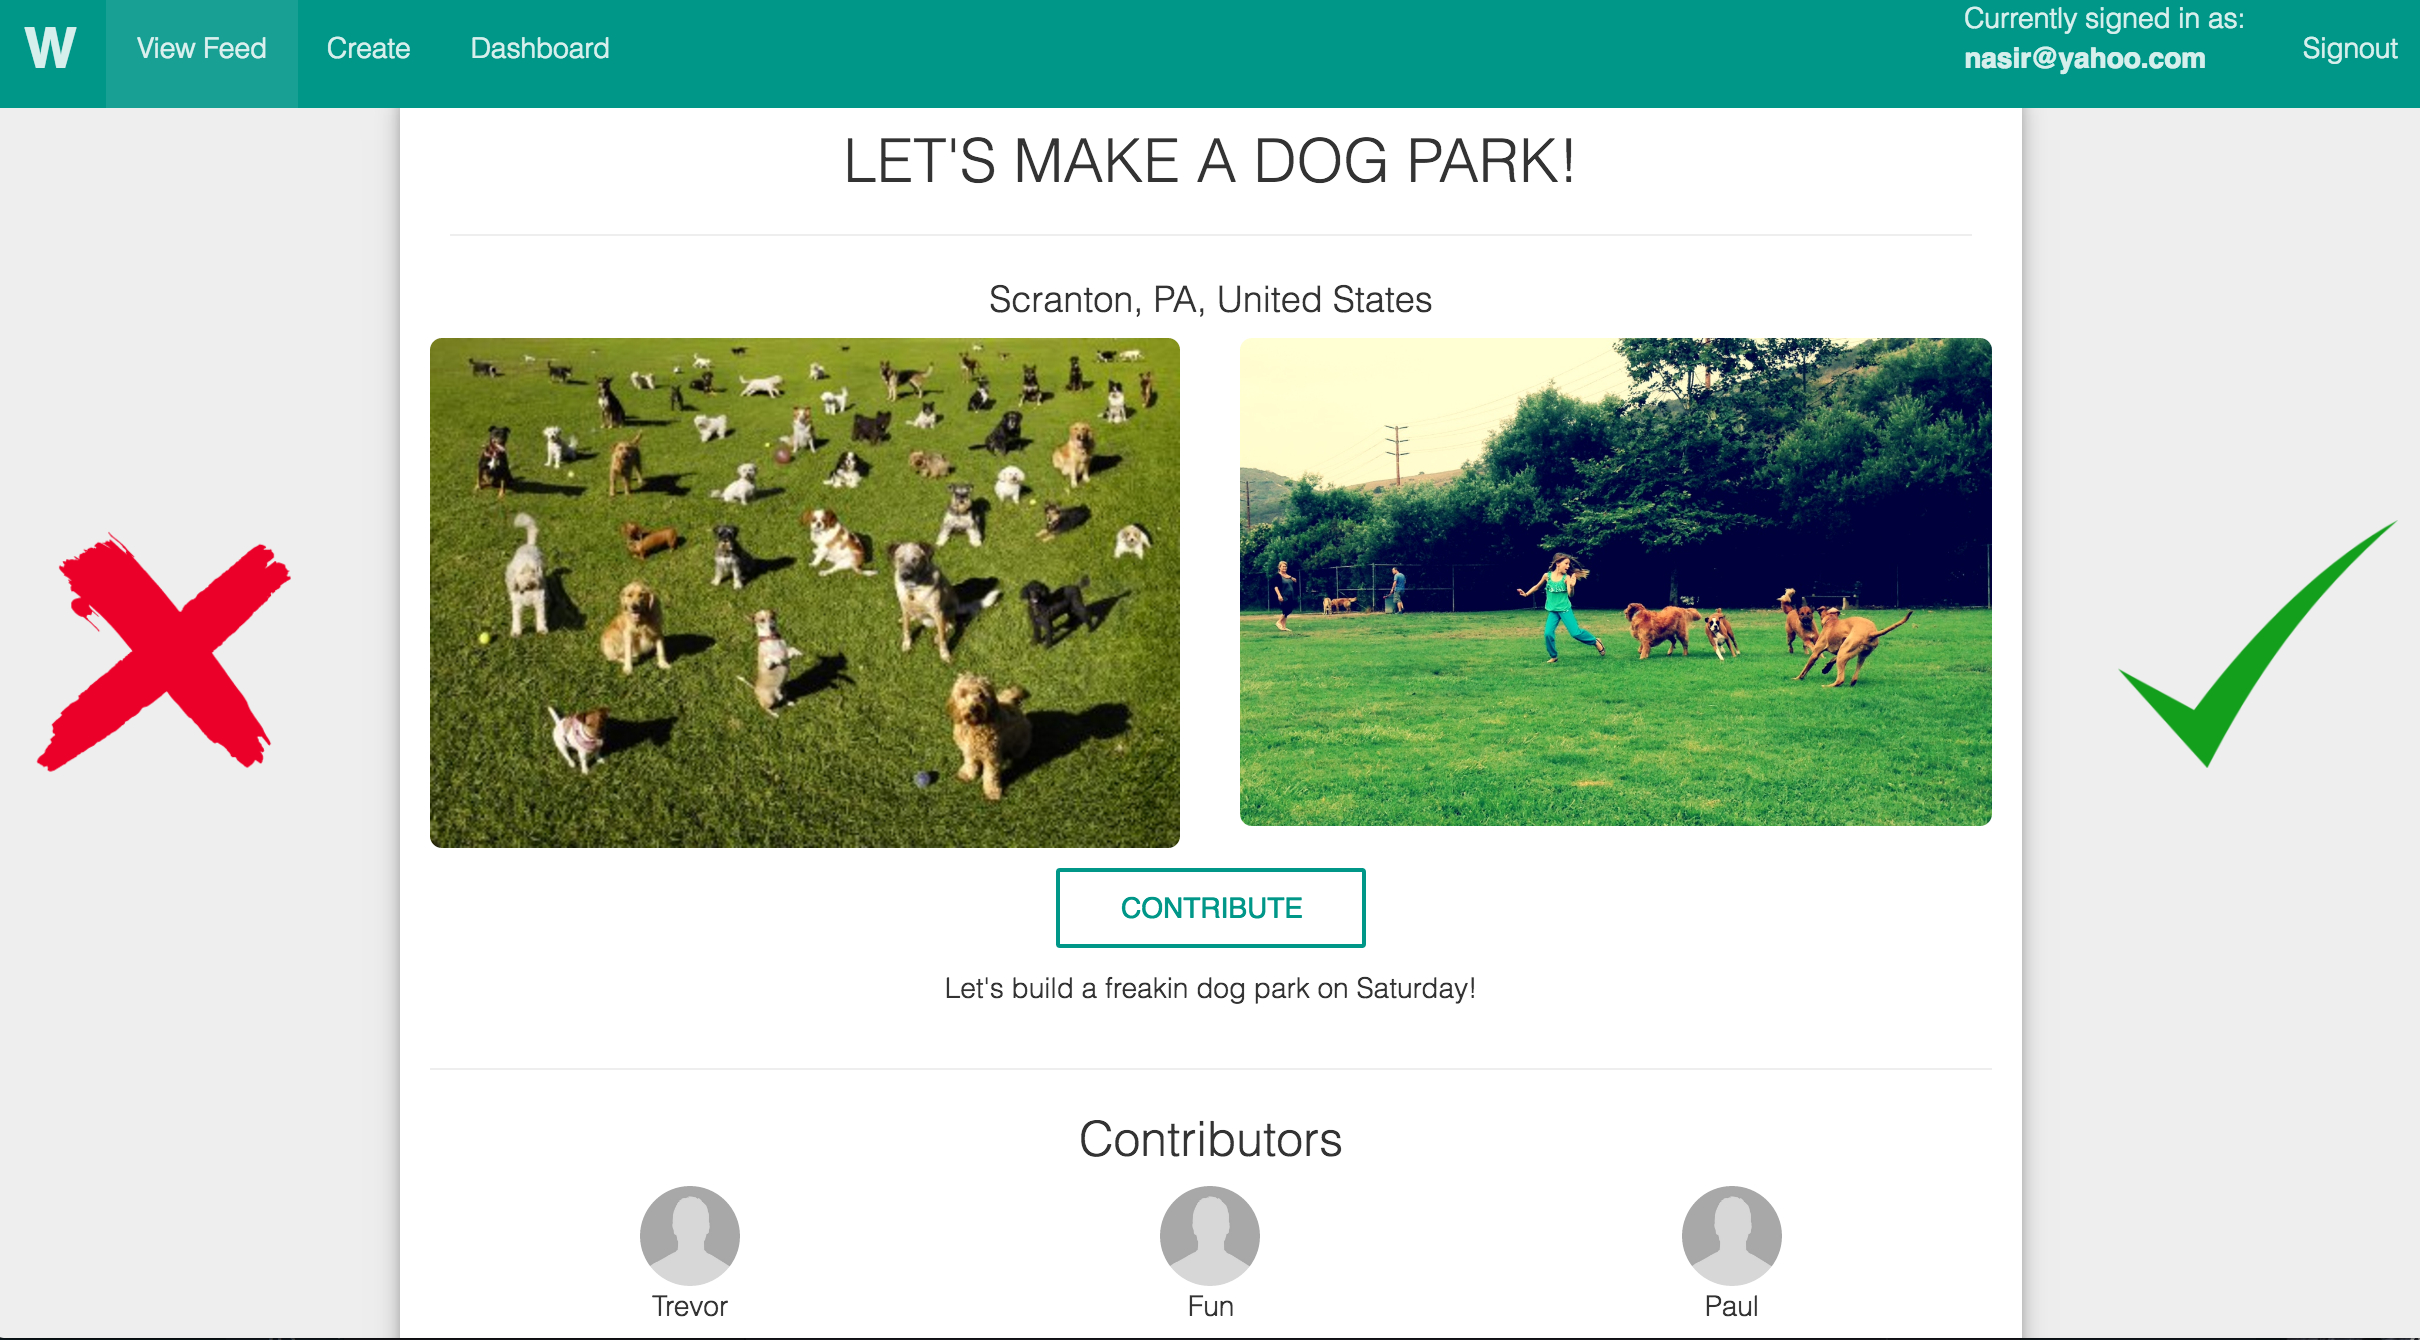 W
View Feed
Create
Dashboard
Currently signed in as:
nasir@yahoo.com
Signout
LET'S MAKE A DOG PARK!
Scranton, PA, United States
CONTRIBUTE
Let's build a freakin dog park on Saturday!
Contributors
Trevor
Fun
Paul